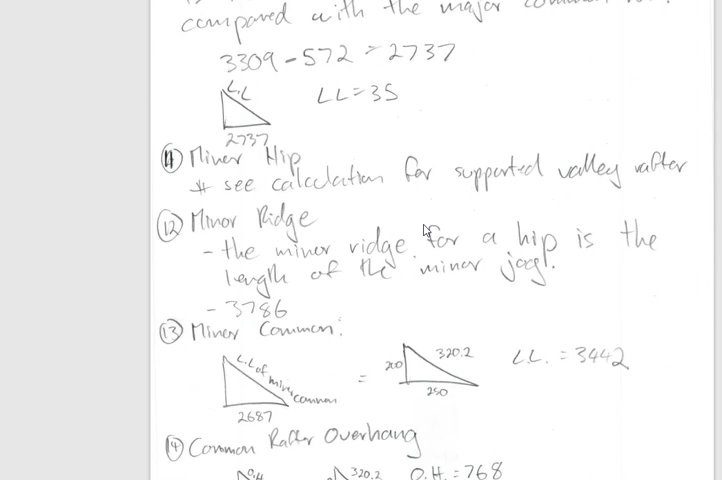 compared with the major
3309 - 572 = 2737
L.L
LL = 35
2737
11 Minor Hip
* see calculation for supported valley rafter
12 Minor Ridge
- the minor ridge for a hip is the
length of the minor jog.
- 3786
13 Minor Common:
L.L of minor common
2687
=
200
320.2
250
L.L. = 3442
14 Common Rafter Overhang
O.H.
320.2
O.H. = 768